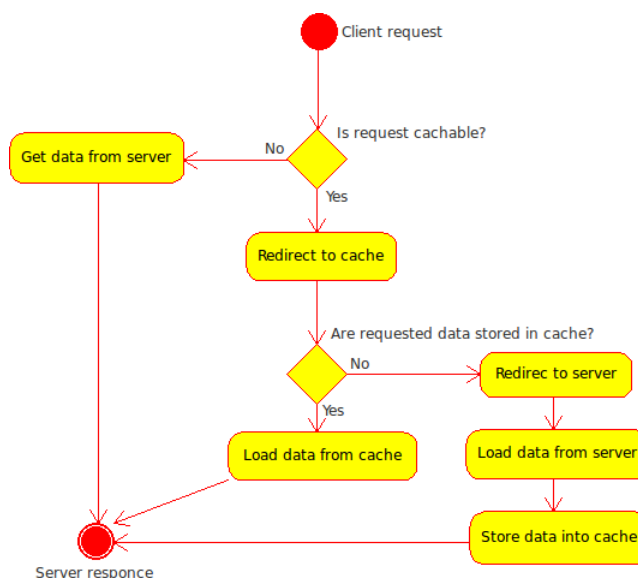 Client request
Is request cachable?
No
Get data from server
Yes
Redirect to cache
Are requested data stored in cache?
No
Redirec to server
Yes
Load data from cache
Load data from server
Store data into cache
Server responce